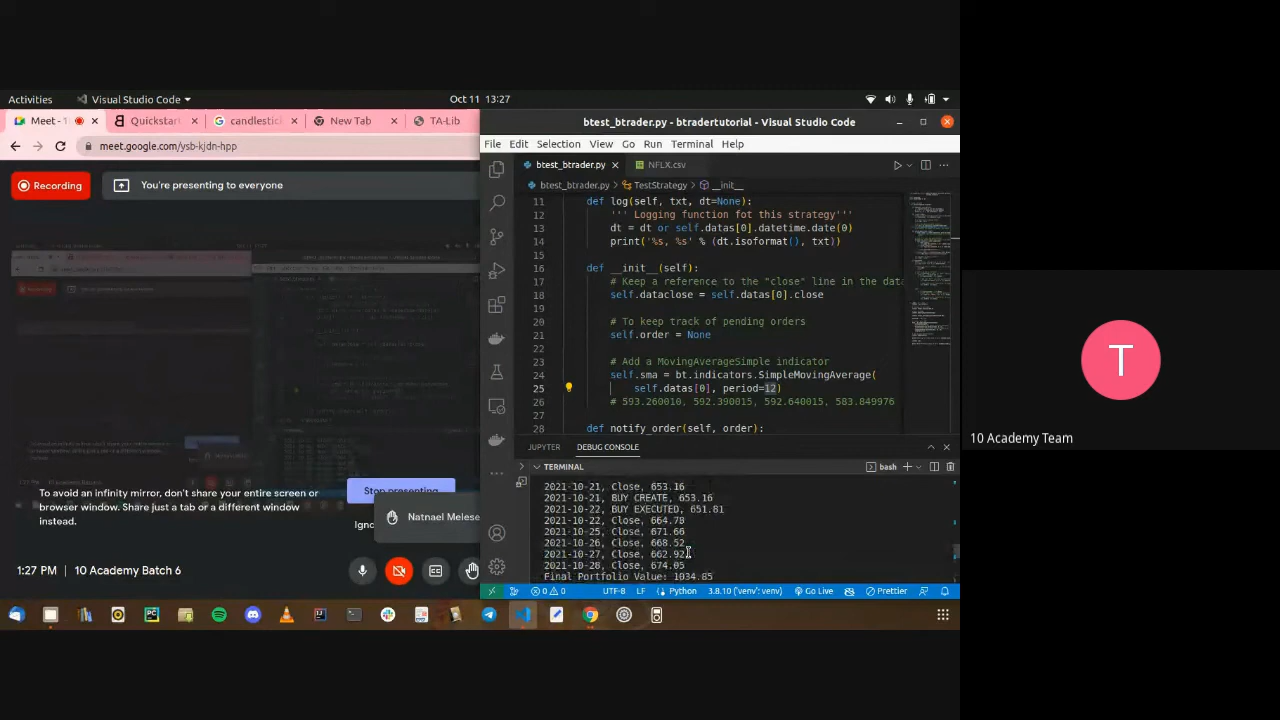 Activities
Visual Studio Code
Oct 11 13:27
Meet - 1
Quickstart
candlestick
New Tab
TA-Lib
meet.google.com/ysb-kjdn-hpp
Recording
You're presenting to everyone
To avoid an infinity mirror, don't share your entire screen or
browser window. Share just a tab or a different window
instead.
Stop presenting
Natnael Melese
1:27 PM | 10 Academy Batch 6
btest_btrader.py - btradertutorial - Visual Studio Code
File Edit Selection View Go Run Terminal Help
btest_btrader.py
NFLX.csv
btest_btrader.py > TestStrategy > __init__
11 def log(self, txt, dt=None):
12 ''' Logging function fot this strategy'''
13 dt = dt or self.datas[0].datetime.date(0)
14 print('%s, %s' % (dt.isoformat(), txt))
15
16 def __init__(self):
17 # Keep a reference to the "close" line in the data
18 self.dataclose = self.datas[0].close
19
20 # To keep track of pending orders
21 self.order = None
22
23 # Add a MovingAverageSimple indicator
24 self.sma = bt.indicators.SimpleMovingAverage(
25 self.datas[0], period=12)
26 # 593.260010, 592.390015, 592.640015, 583.849976
27
28 def notify_order(self, order):
JUPYTER
DEBUG CONSOLE
TERMINAL
bash
2021-10-21, Close, 653.16
2021-10-21, BUY CREATE, 653.16
2021-10-22, BUY EXECUTED, 651.81
2021-10-22, Close, 664.78
2021-10-25, Close, 671.66
2021-10-26, Close, 668.52
2021-10-27, Close, 662.92
2021-10-28, Close, 674.05
Final Portfolio Value: 1034.85
0 0
UTF-8
LF
Python
3.8.10 ('venv': venv)
Go Live
Prettier
T
10 Academy Team